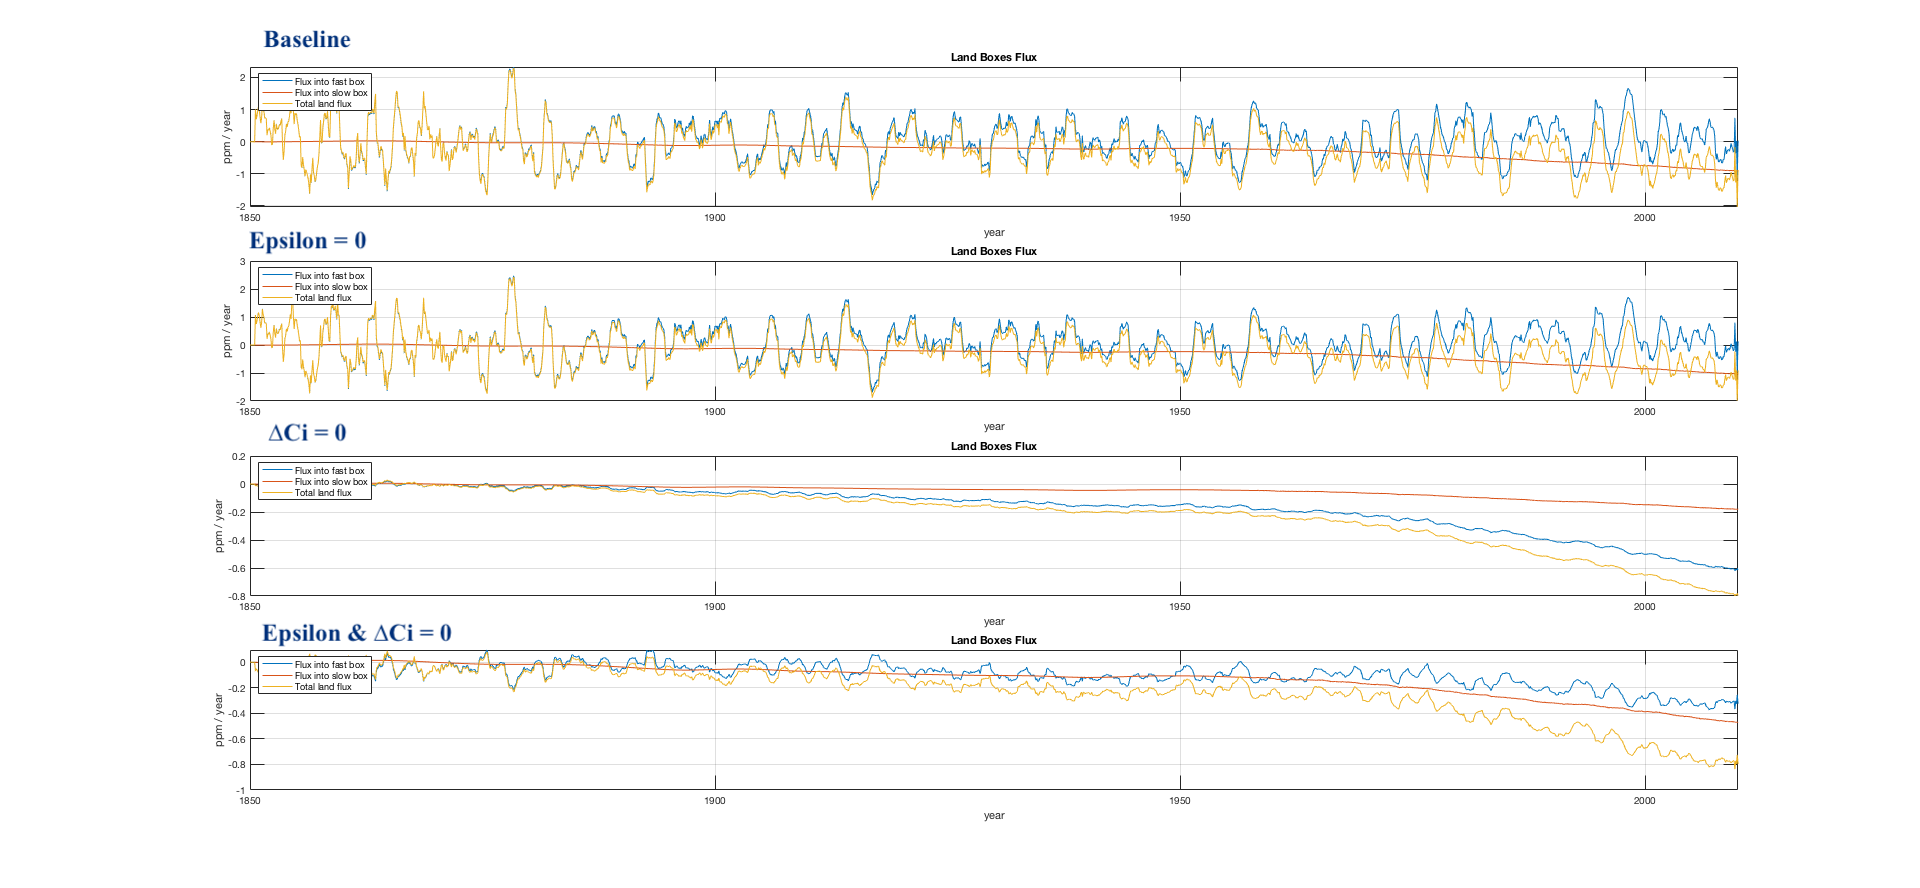 Baseline
Land Boxes Flux
Flux into fast box
Flux into slow box
Total land flux
2
1
0
-1
-2
ppm / year
1850
1900
1950
2000
year
Epsilon = 0
Land Boxes Flux
Flux into fast box
Flux into slow box
Total land flux
3
2
1
0
-1
-2
ppm / year
1850
1900
1950
2000
year
ΔCi = 0
Land Boxes Flux
Flux into fast box
Flux into slow box
Total land flux
0.2
0
-0.2
-0.4
-0.6
-0.8
ppm / year
1850
1900
1950
2000
year
Epsilon & ΔCi = 0
Land Boxes Flux
Flux into fast box
Flux into slow box
Total land flux
0
-0.2
-0.4
-0.6
-0.8
-1
ppm / year
1850
1900
1950
2000
year